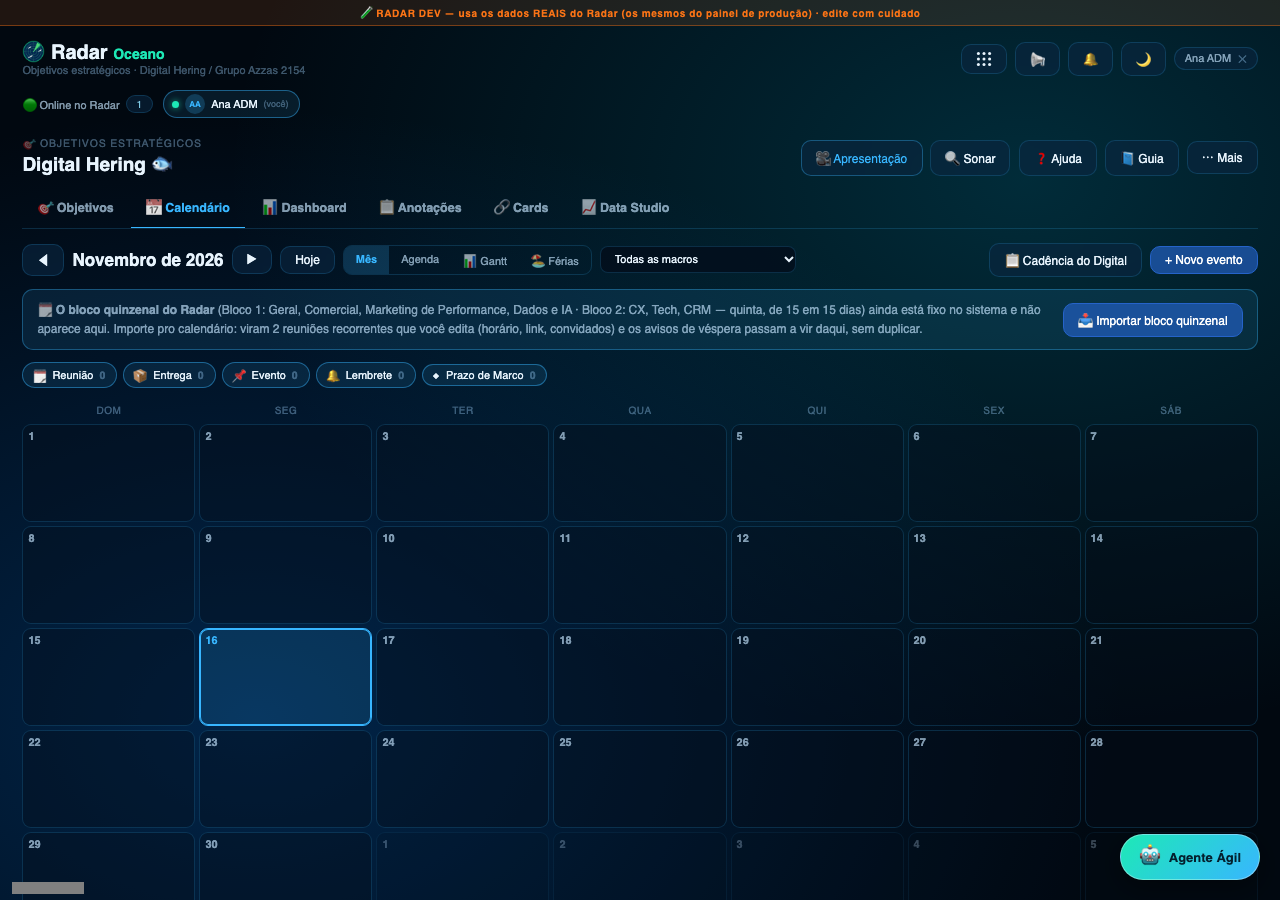 RADAR DEV — usa os dados REAIS do Radar (os mesmos do painel de produção) · edite com cuidado
Radar Oceano
Objetivos estratégicos · Digital Hering / Grupo Azzas 2154
Ana ADM ×
Online no Radar 1
AA Ana ADM (você)
OBJETIVOS ESTRATÉGICOS
Digital Hering
Apresentação
Sonar
Ajuda
Guia
··· Mais
Objetivos
Calendário
Dashboard
Anotações
Cards
Data Studio
Novembro de 2026
Hoje
Mês
Agenda
Gantt
Férias
Todas as macros
Cadência do Digital
+ Novo evento
O bloco quinzenal do Radar (Bloco 1: Geral, Comercial, Marketing de Performance, Dados e IA · Bloco 2: CX, Tech, CRM — quinta, de 15 em 15 dias) ainda está fixo no sistema e não
aparece aqui. Importe pro calendário: viram 2 reuniões recorrentes que você edita (horário, link, convidados) e os avisos de véspera passam a vir daqui, sem duplicar.
Importar bloco quinzenal
Reunião 0
Entrega 0
Evento 0
Lembrete 0
Prazo de Marco 0
DOM SEG TER QUA QUI SEX SÁB
1 2 3 4 5 6 7
8 9 10 11 12 13 14
15 16 17 18 19 20 21
22 23 24 25 26 27 28
29 30 1 2 3 4 5
Agente Ágil